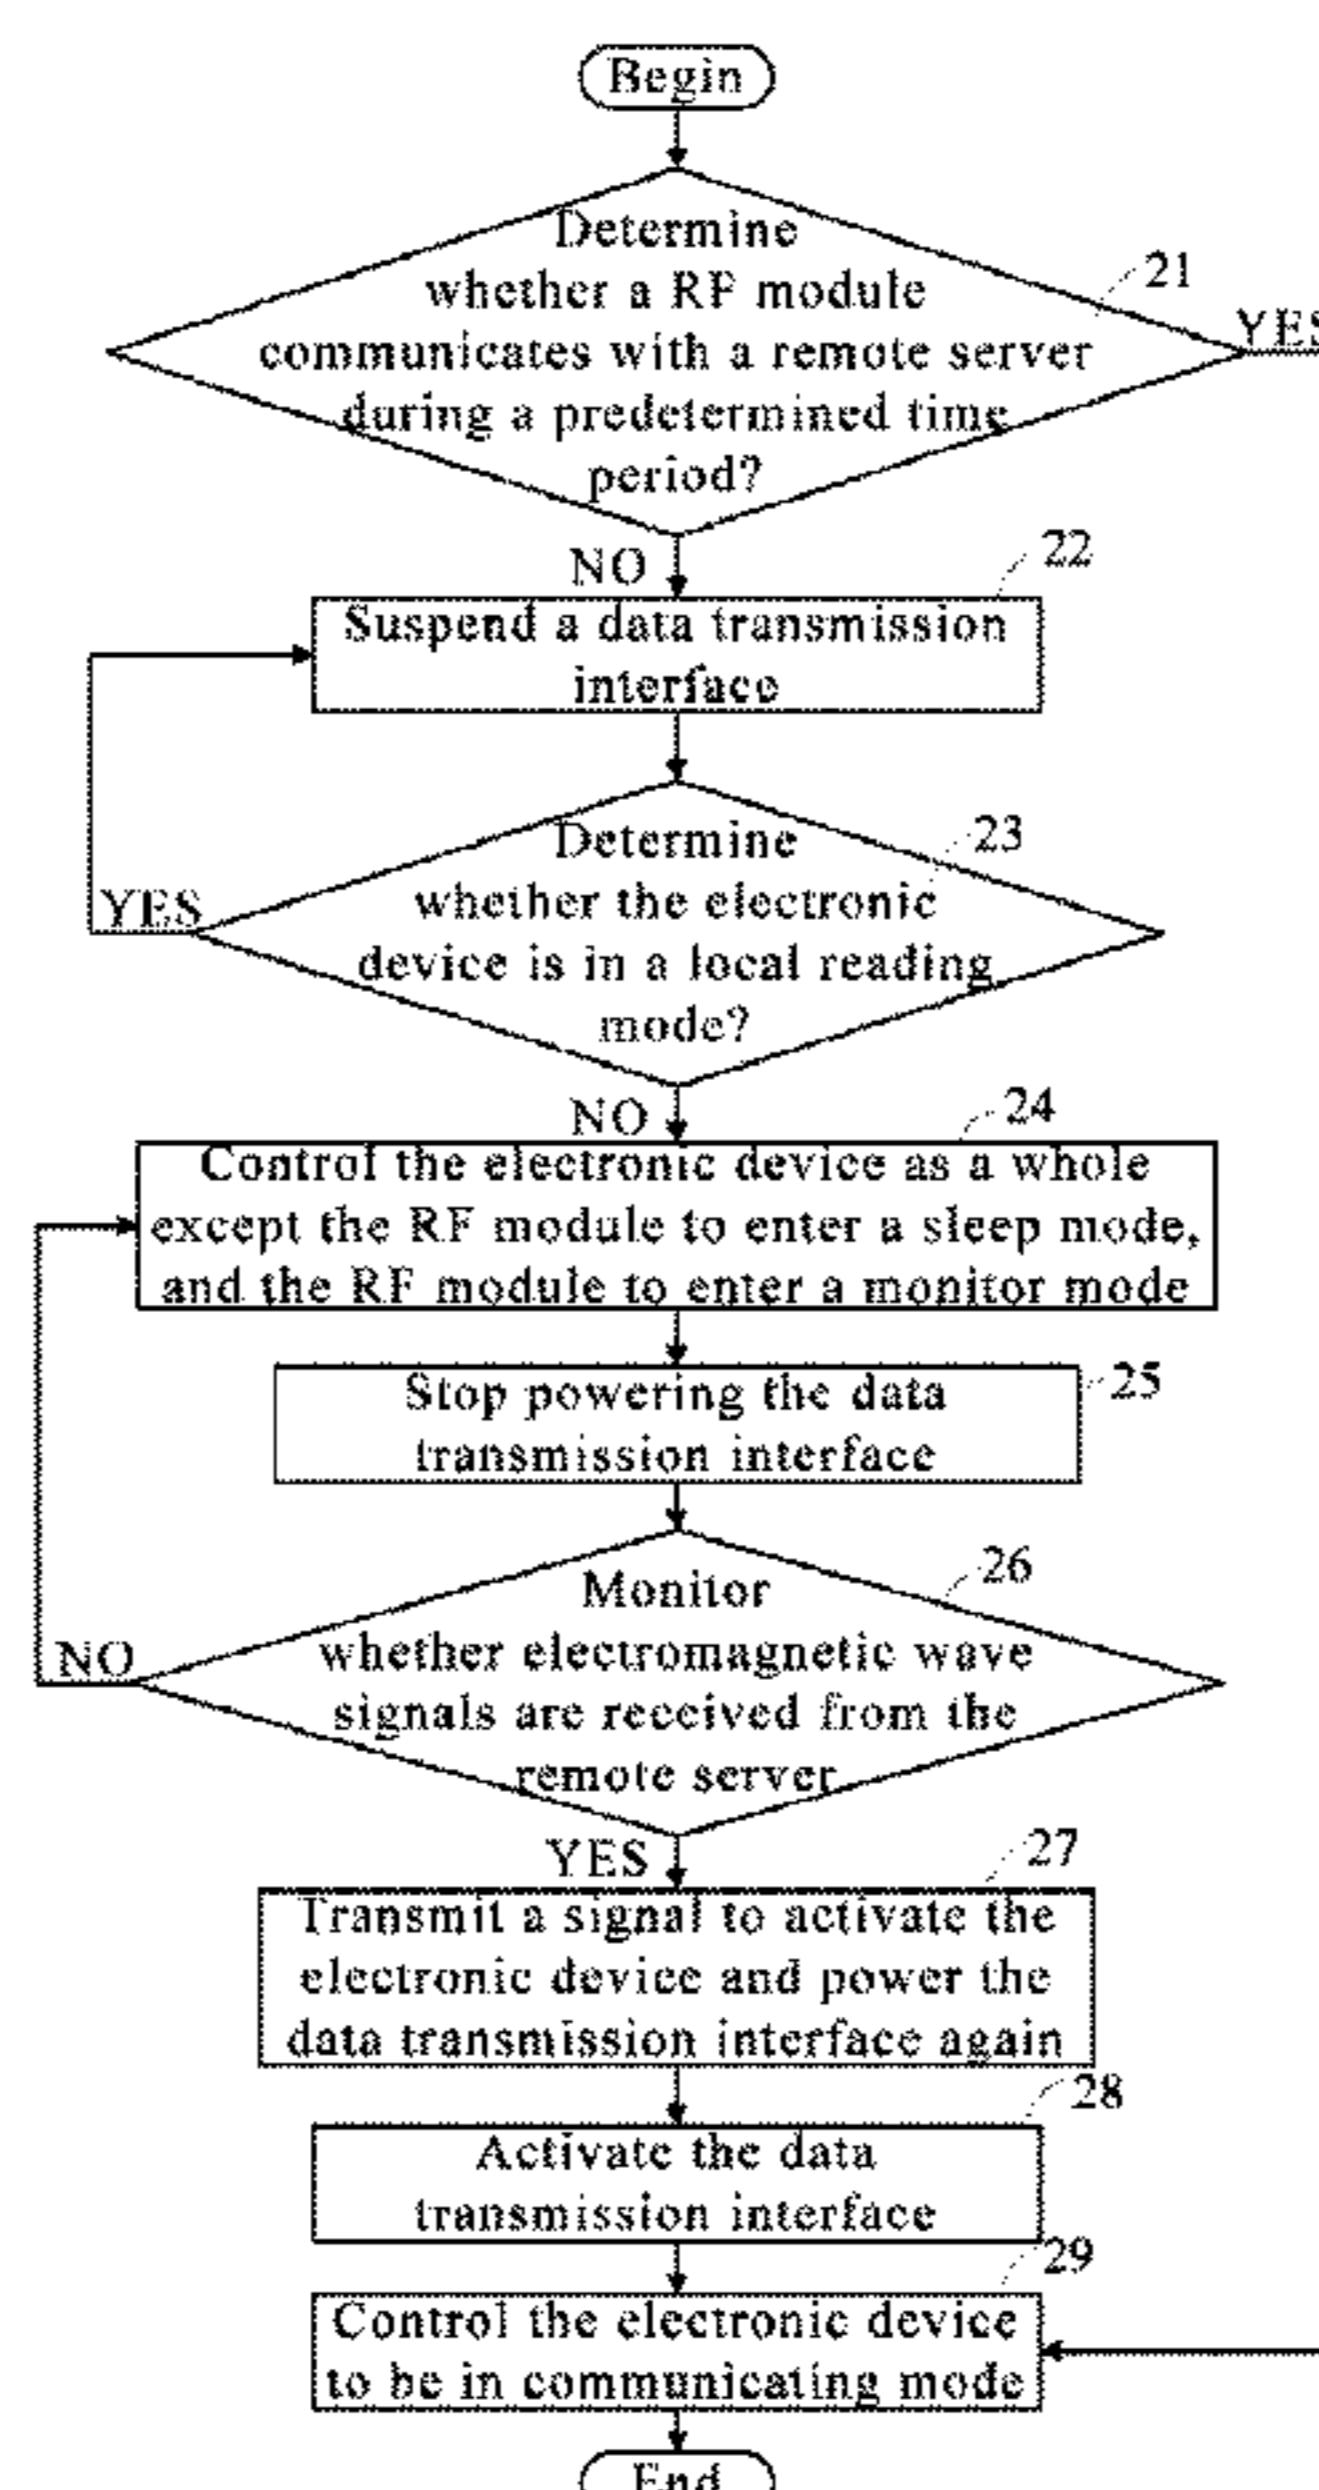 Begin
Determine
whether a RF module
communicates with a remote server
during a predetermined time
period?
21
YES
NO
22
Suspend a data transmission
interface
Determine
whether the electronic
device is in a local reading
mode?
23
YES
NO
24
Control the electronic device as a whole
except the RF module to enter a sleep mode,
and the RF module to enter a monitor mode
Stop powering the data
transmission interface
25
Monitor
whether electromagnetic wave
signals are received from the
remote server
26
NO
YES
27
Transmit a signal to activate the
electronic device and power the
data transmission interface again
28
Activate the data
transmission interface
29
Control the electronic device
to be in communicating mode
End